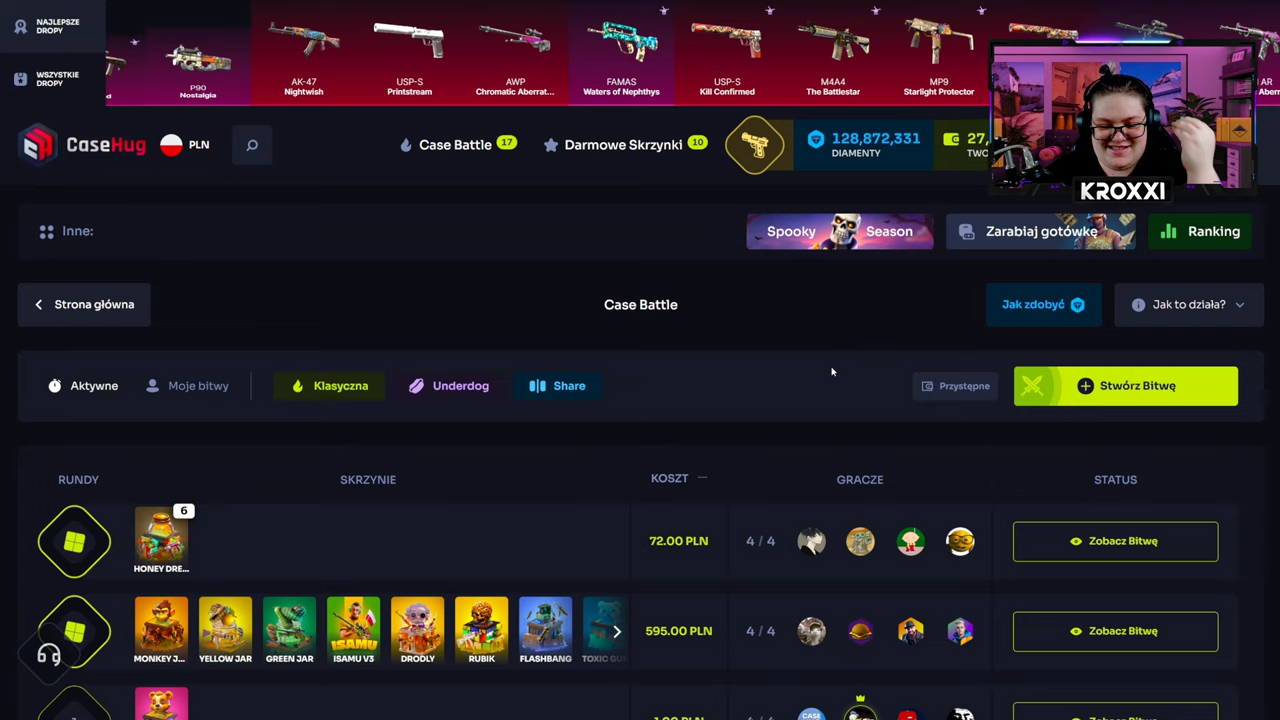 NAJLEPSZE
DROPY
WSZYSTKIE
DROPY
P90
Nostalgia
AK-47
Nightwish
USP-S
Printstream
AWP
Chromatic Aberrat...
FAMAS
Waters of Nephthys
USP-S
Kill Confirmed
M4A4
The Battlestar
MP9
Starlight Protector
KROXXI
CaseHug
PLN
Case Battle 17
Darmowe Skrzynki 10
128,872,331
DIAMENTY
27,
TWO
Inne:
Spooky Season
Zarabiaj gotówkę
Ranking
Strona główna
Case Battle
Jak zdobyć
Jak to działa?
Aktywne
Moje bitwy
Klasyczna
Underdog
Share
Przystępne
Stwórz Bitwę
RUNDY
SKRZYNIE
KOSZT
GRACZE
STATUS
6
HONEY DRE...
72.00 PLN
4 / 4
Zobacz Bitwę
MONKEY J...
YELLOW JAR
GREEN JAR
ISAMU V3
DRODLY
RUBIK
FLASHBANG
TOXIC GU
595.00 PLN
4 / 4
Zobacz Bitwę